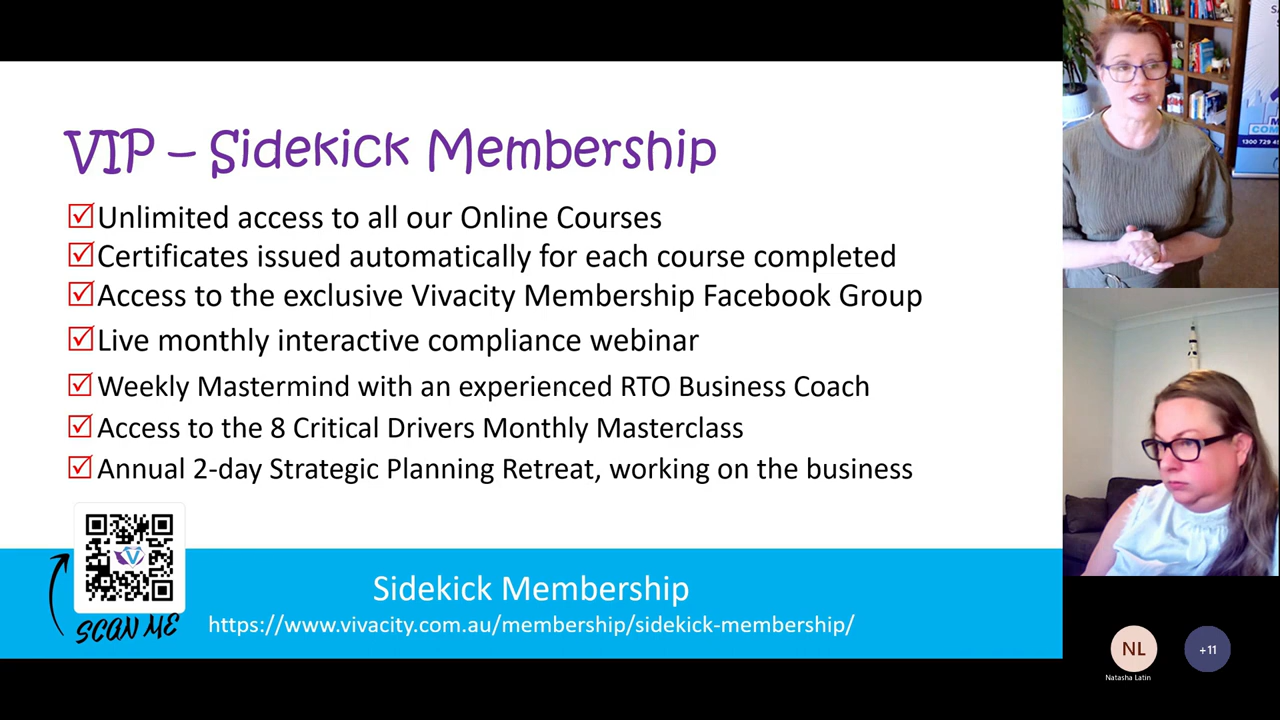 VIP – Sidekick Membership
☑Unlimited access to all our Online Courses
☑Certificates issued automatically for each course completed
☑Access to the exclusive Vivacity Membership Facebook Group
☑Live monthly interactive compliance webinar
☑Weekly Mastermind with an experienced RTO Business Coach
☑Access to the 8 Critical Drivers Monthly Masterclass
☑Annual 2-day Strategic Planning Retreat, working on the business
SCAN ME
Sidekick Membership
https://www.vivacity.com.au/membership/sidekick-membership/
1300 729 4
NL
+11
Natasha Latin